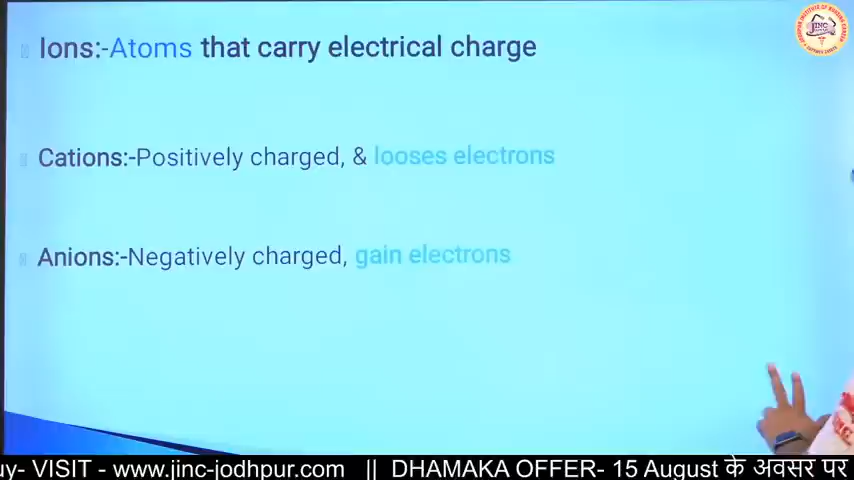 Ions:-Atoms that carry electrical charge
Cations:-Positively charged, & looses electrons
Anions:-Negatively charged, gain electrons
JINC
- VISIT - www.jinc-jodhpur.com || DHAMAKA OFFER- 15 August के अवसर पर